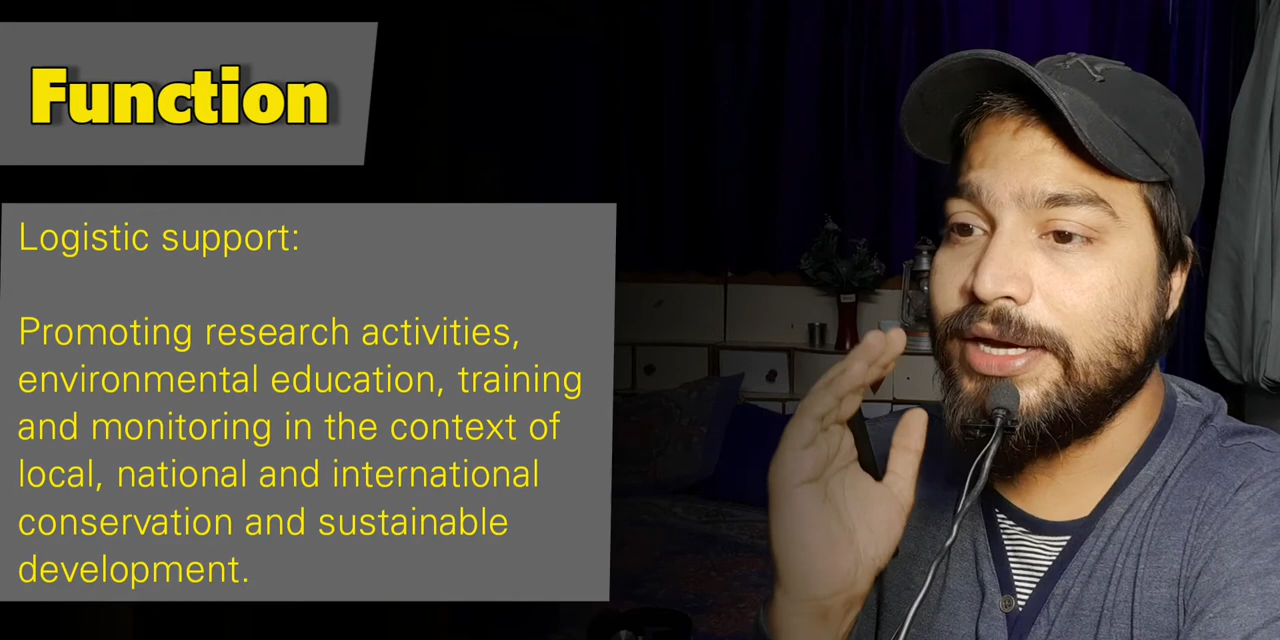 Function
Logistic support:
Promoting research activities,
environmental education, training
and monitoring in the context of
local, national and international
conservation and sustainable
development.